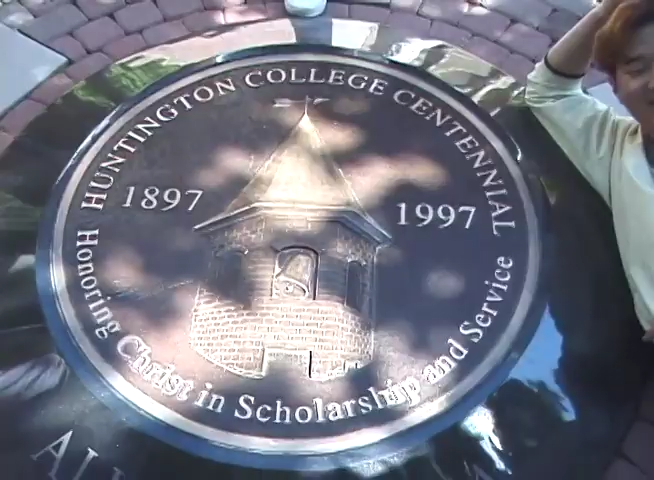 HUNTINGTON COLLEGE CENTENNIAL
1897 1997
Honoring Christ in Scholarship and Service